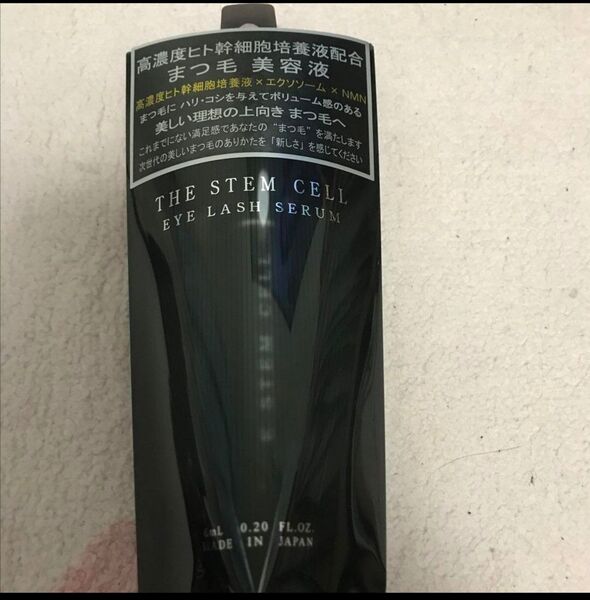 高濃度ヒト幹細胞培養液配合
まつ毛 美容液
高濃度ヒト幹細胞培養液×エクソソーム×NMN
まつ毛に ハリ・コシを与えてボリューム感のある
美しい理想の上向き まつ毛へ
これまでにない満足感であなたの "まつ毛" を満たします
次世代の美しいまつ毛のありかたを「新しさ」を感じてください
THE STEM CELL
EYE LASH SERUM
6mL 0.20 FL.OZ.
MADE IN JAPAN